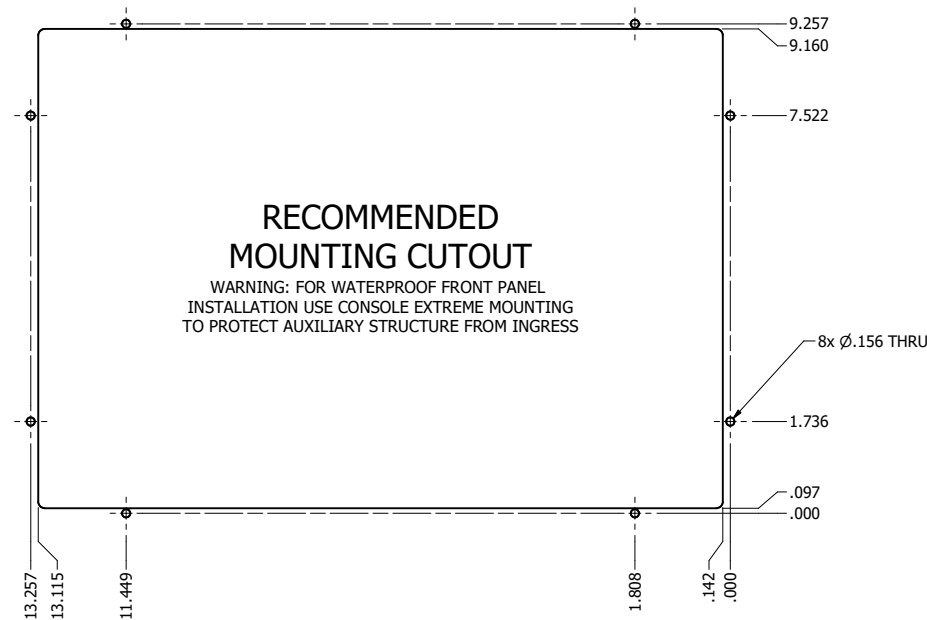 9.257
9.160
7.522
RECOMMENDED
MOUNTING CUTOUT
WARNING: FOR WATERPROOF FRONT PANEL
INSTALLATION USE CONSOLE EXTREME MOUNTING
TO PROTECT AUXILIARY STRUCTURE FROM INGRESS
8x Ø.156 THRU
1.736
.097
.000
13.257
13.115
11.449
1.808
.142
.000